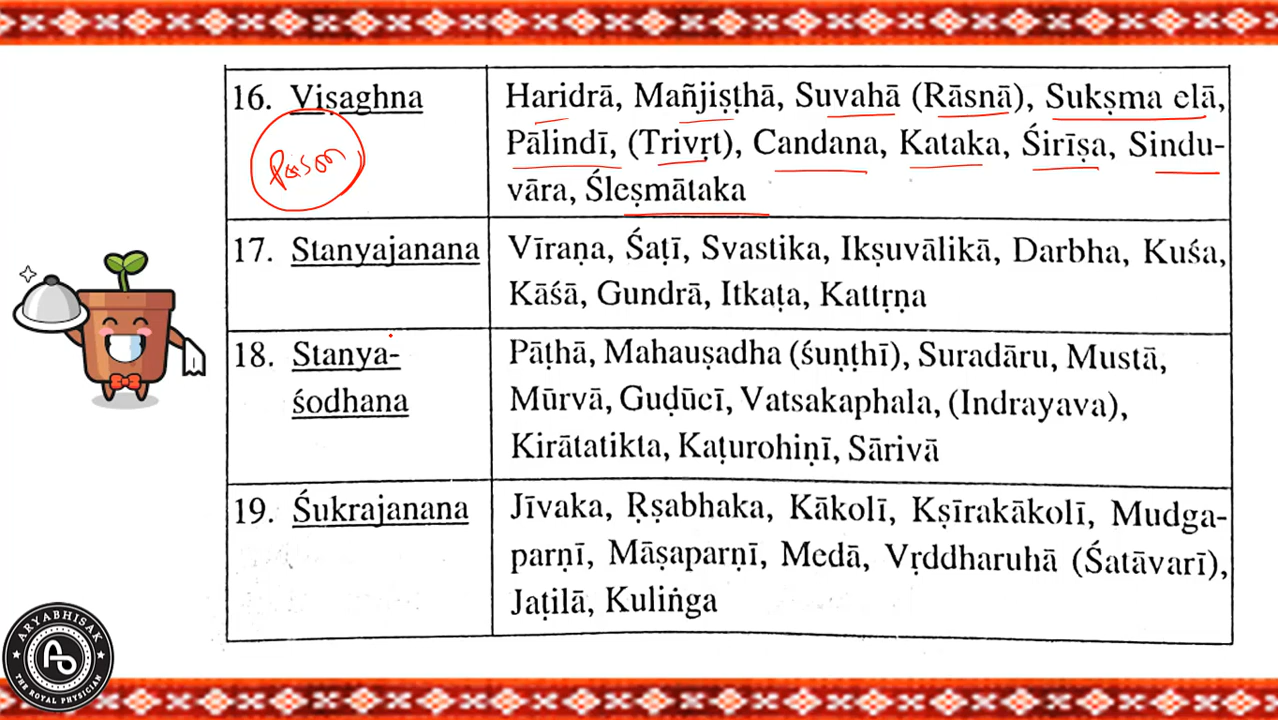 16. Viṣaghna
Haridrā, Mañjiṣṭhā, Suvahā (Rāsnā), Sukṣma elā,
Pālindī, (Trivṛt), Candana, Kataka, Śirīṣa, Sindu-
vāra, Śleṣmātaka
Poison
17. Stanyajanana
Vīraṇa, Śaṭī, Svastika, Ikṣuvālikā, Darbha, Kuśa,
Kāśā, Gundrā, Itkaṭa, Kattṛṇa
18. Stanya-
śodhana
Pāṭhā, Mahauṣadha (śuṇṭhī), Suradāru, Mustā,
Mūrvā, Guḍūcī, Vatsakaphala, (Indrayava),
Kirātatikta, Kaṭurohiṇī, Sārivā
19. Śukrajanana
Jīvaka, Ṛṣabhaka, Kākolī, Kṣīrakākolī, Mudga-
parṇī, Māṣaparṇī, Medā, Vṛddharuhā (Śatāvarī),
Jaṭilā, Kuliṅga
ARYABHISAK
THE ROYAL PHYSICIAN